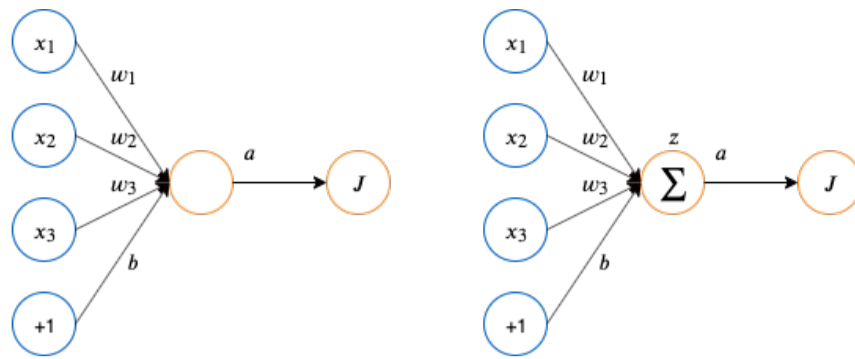 x₁
w₁
x₂
w₂
a
w₃
J
x₃
b
+1
x₁
w₁
x₂
w₂
z
a
w₃
∑
J
x₃
b
+1